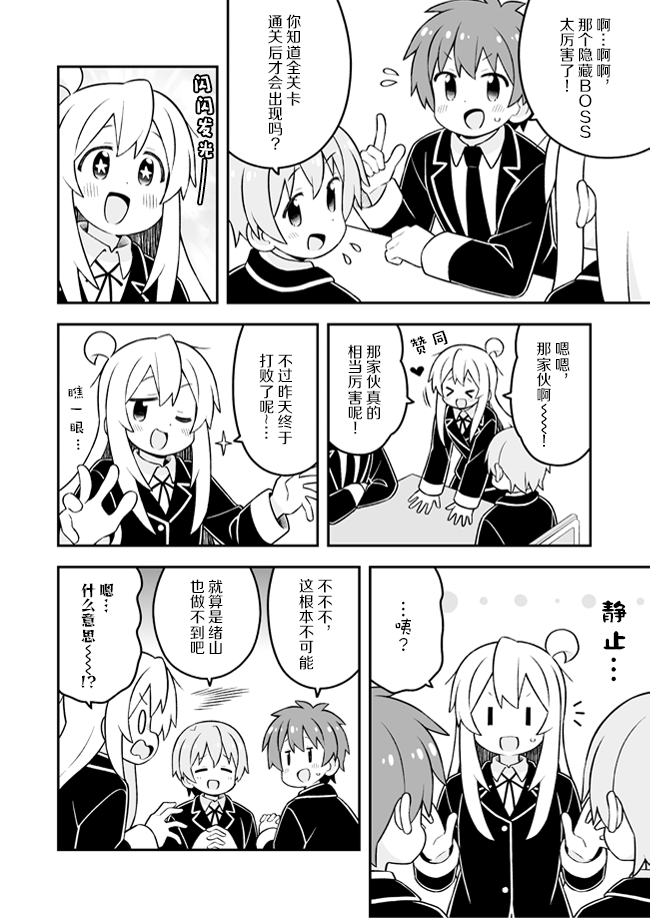 啊…啊啊，
那个隐藏BOSS
太厉害了！
你知道全关卡
通关后才会出现吗？
闪闪发光——
嗯嗯，
那家伙啊~~！
赞同
那家伙真的
相当厉害呢！
不过昨天终于
打败了呢~…
瞧一眼…
静止…
…咦？
不不不，
这根本不可能
就算是绪山
也做不到吧
嗯…
什么意思~~!?